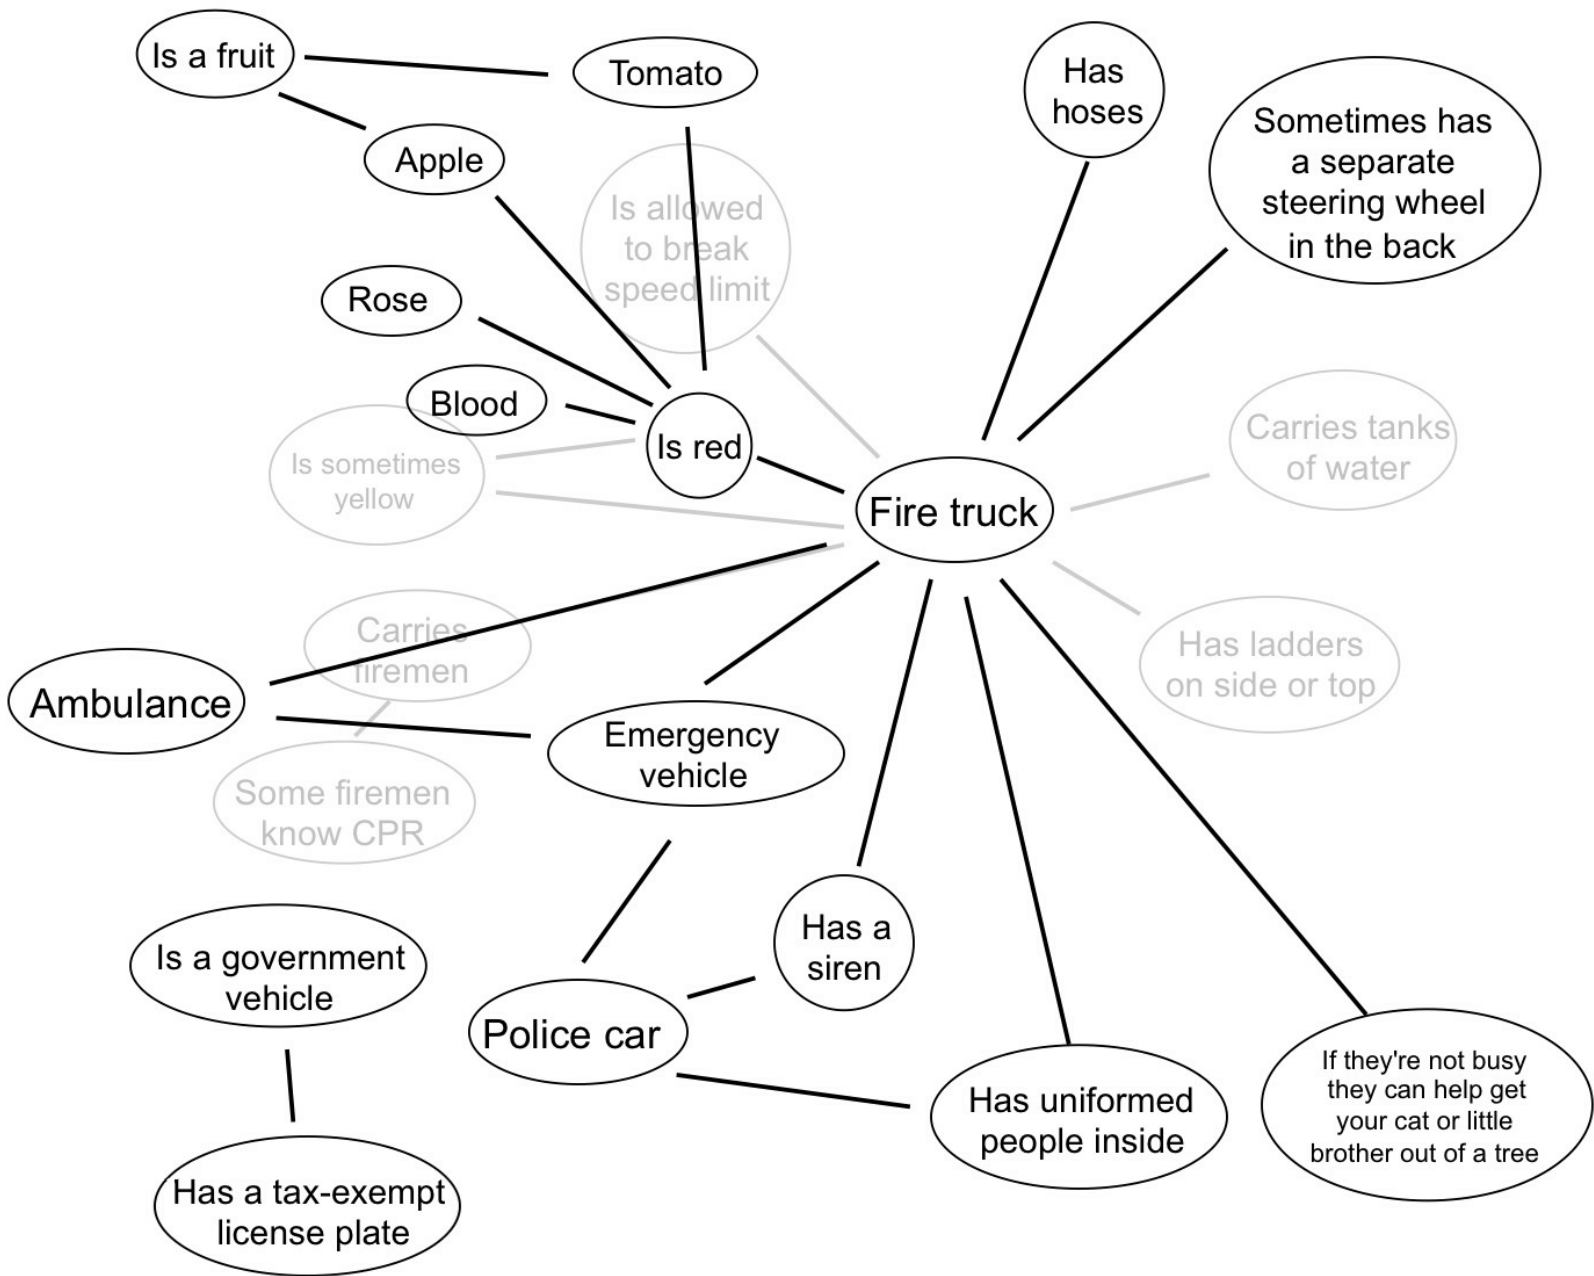 Is a fruit
Tomato
Has
hoses
Sometimes has
a separate
steering wheel
in the back
Apple
Is allowed
to break
speed limit
Rose
Blood
Is red
Is sometimes
yellow
Carries tanks
of water
Fire truck
Carries
firemen
Has ladders
on side or top
Ambulance
Emergency
vehicle
Some firemen
know CPR
Has a
siren
Is a government
vehicle
Police car
Has uniformed
people inside
If they're not busy
they can help get
your cat or little
brother out of a tree
Has a tax-exempt
license plate